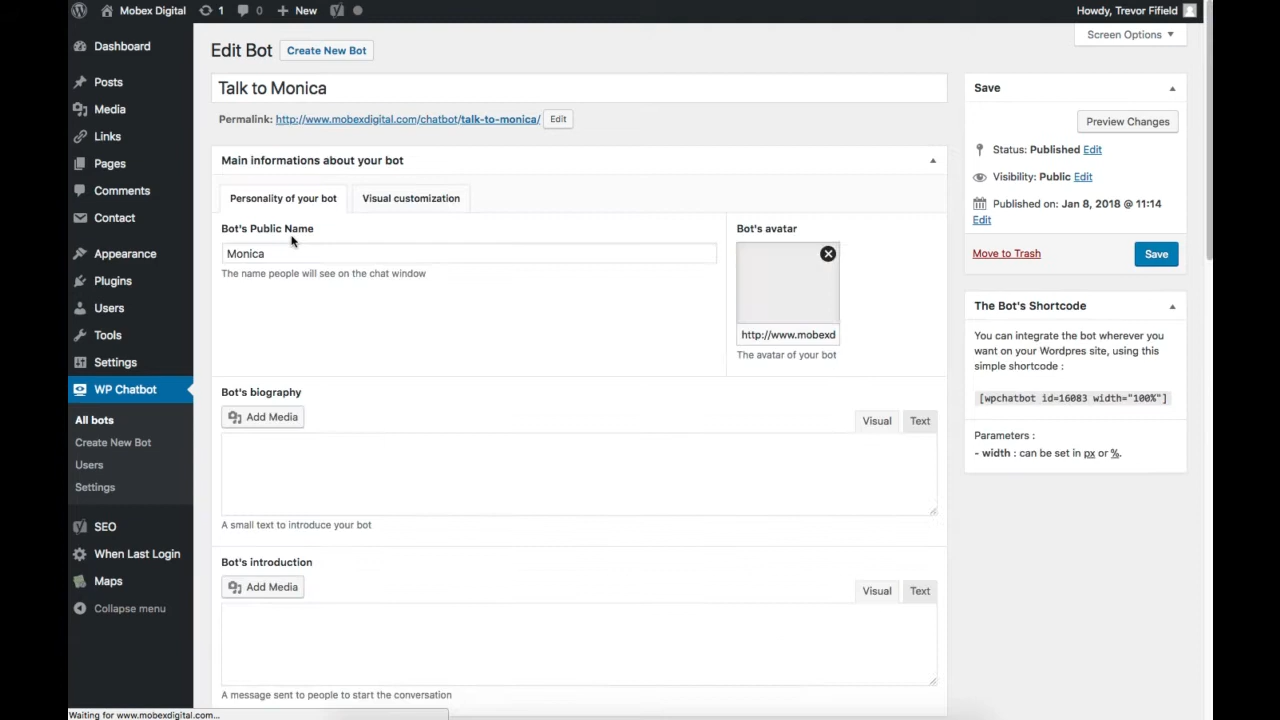 Mobex Digital 1 0 New Howdy, Trevor Fifield
Screen Options
Dashboard
Posts
Media
Links
Pages
Comments
Contact
Appearance
Plugins
Users
Tools
Settings
WP Chatbot
All bots
Create New Bot
Users
Settings
SEO
When Last Login
Maps
Collapse menu
Edit Bot Create New Bot
Talk to Monica
Permalink: http://www.mobexdigital.com/chatbot/talk-to-monica/ Edit
Main informations about your bot
Personality of your bot Visual customization
Bot's Public Name
Monica
The name people will see on the chat window
Bot's avatar
http://www.mobexd
The avatar of your bot
Bot's biography
Add Media
Visual Text
A small text to introduce your bot
Bot's introduction
Add Media
Visual Text
A message sent to people to start the conversation
Save
Preview Changes
Status: Published Edit
Visibility: Public Edit
Published on: Jan 8, 2018 @ 11:14
Edit
Move to Trash Save
The Bot's Shortcode
You can integrate the bot wherever you
want on your Wordpres site, using this
simple shortcode :
[wpchatbot id=16083 width="100%"]
Parameters :
- width : can be set in px or %.
Waiting for www.mobexdigital.com...